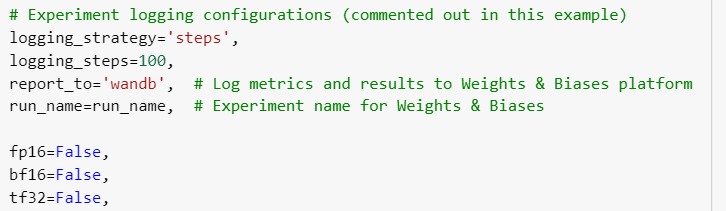 # Experiment logging configurations (commented out in this example)
logging_strategy='steps',
logging_steps=100,
report_to='wandb',  # Log metrics and results to Weights & Biases platform
run_name=run_name,  # Experiment name for Weights & Biases

fp16=False,
bf16=False,
tf32=False,